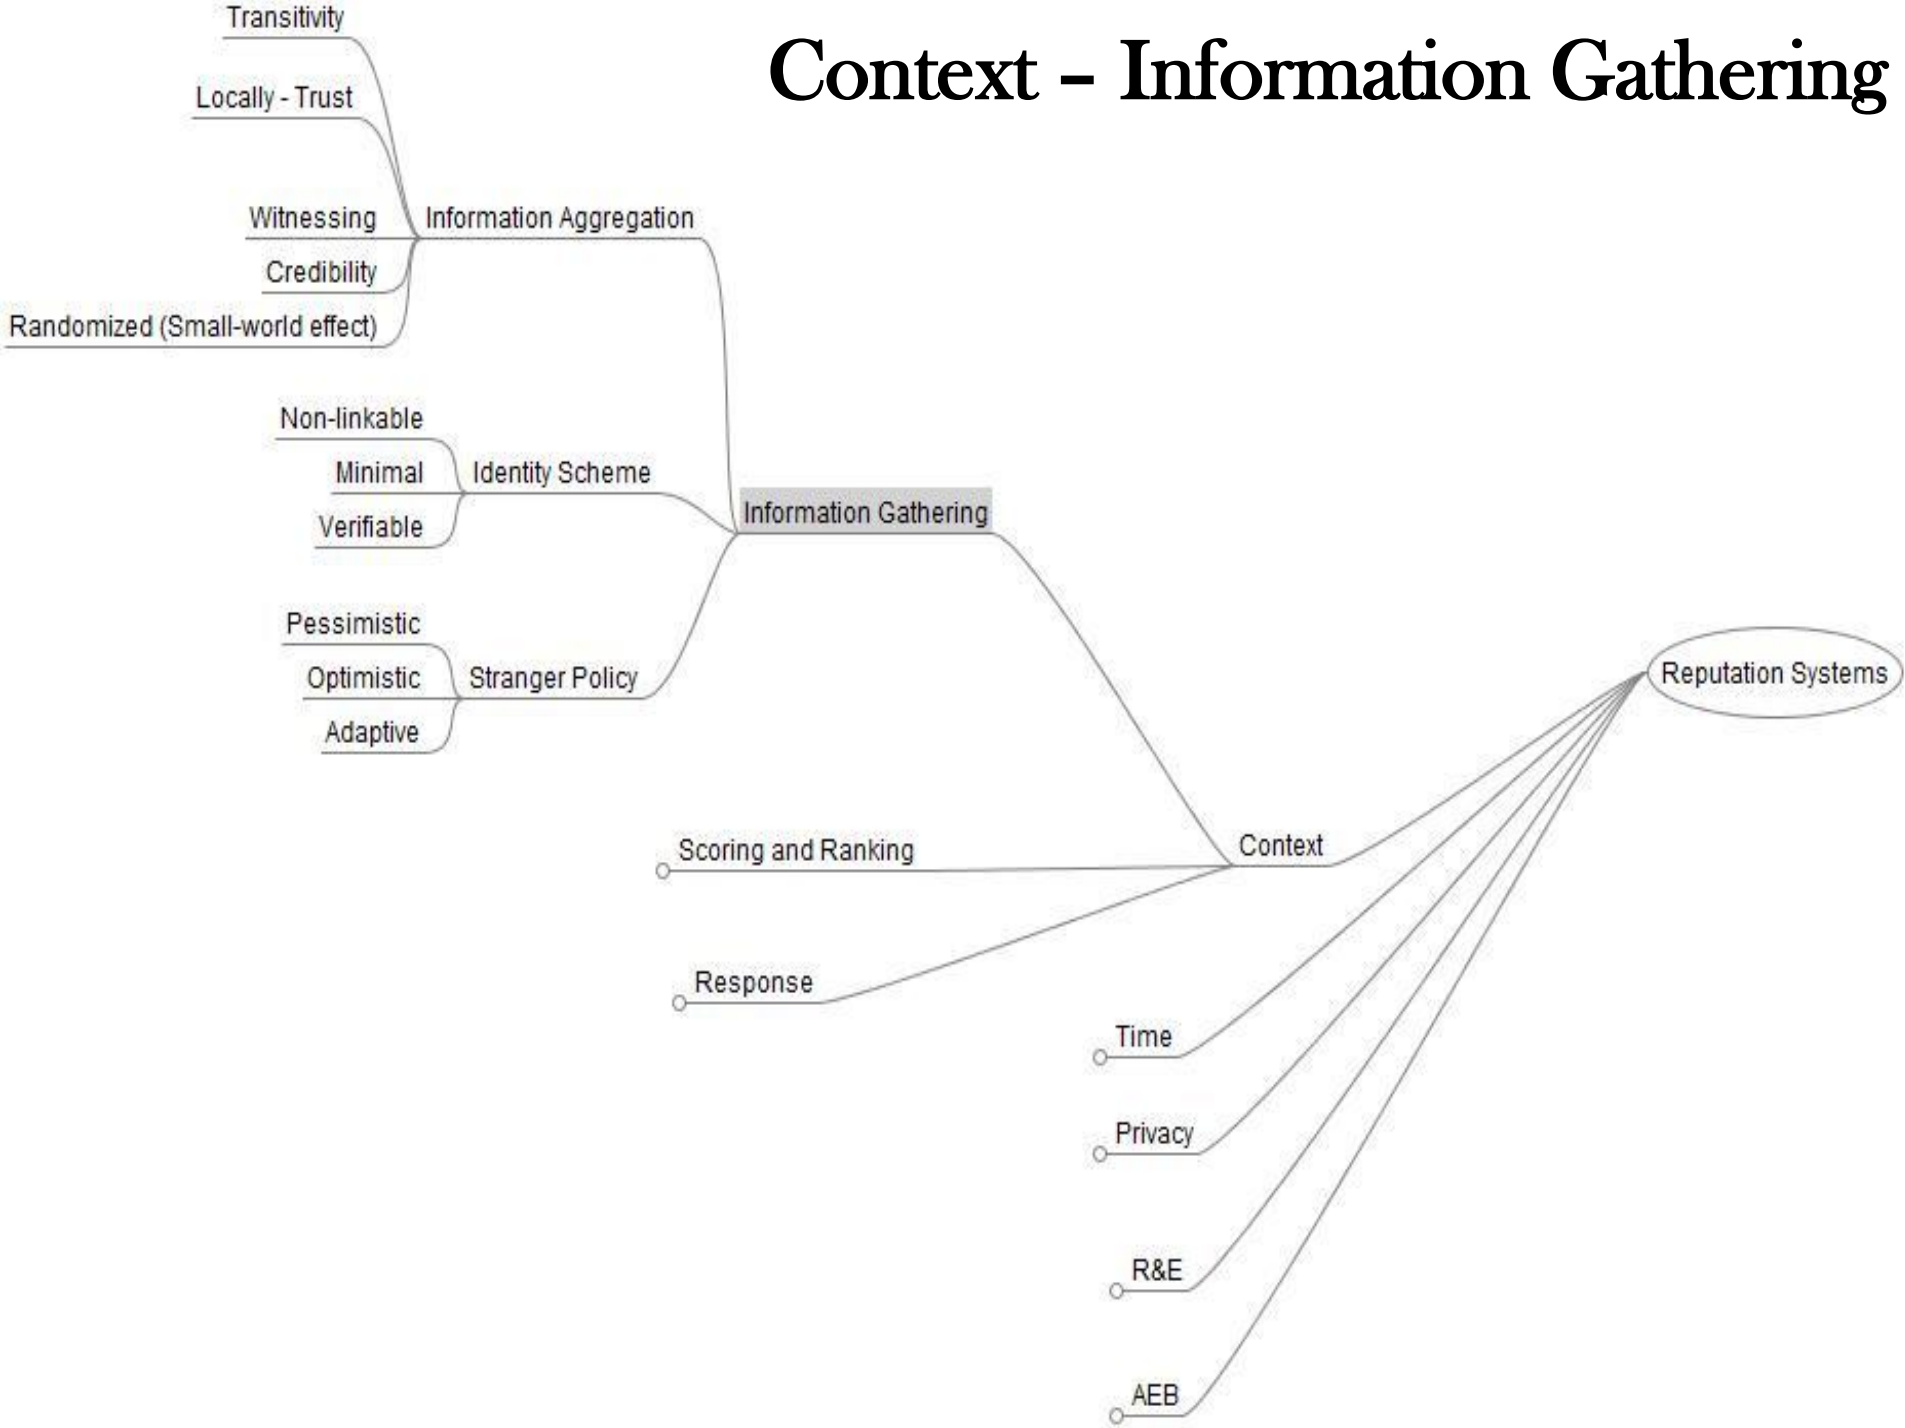 Context – Information Gathering
Transitivity
Locally - Trust
Witnessing
Information Aggregation
Credibility
Randomized (Small-world effect)
Non-linkable
Minimal
Identity Scheme
Verifiable
Information Gathering
Pessimistic
Optimistic
Stranger Policy
Adaptive
Reputation Systems
Scoring and Ranking
Context
Response
Time
Privacy
R&E
AEB